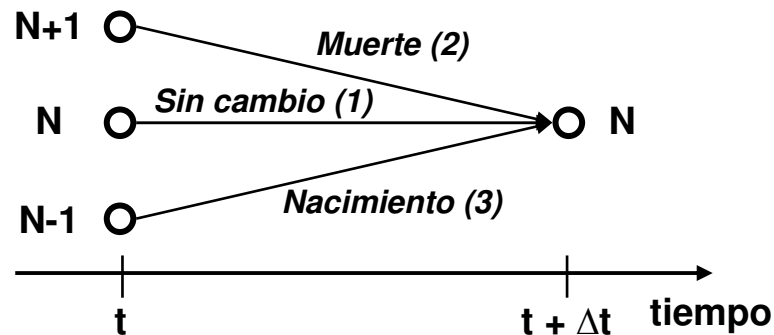 N+1
Muerte (2)
Sin cambio (1)
N
N
Nacimiento (3)
N-1
t
t + Δt
tiempo